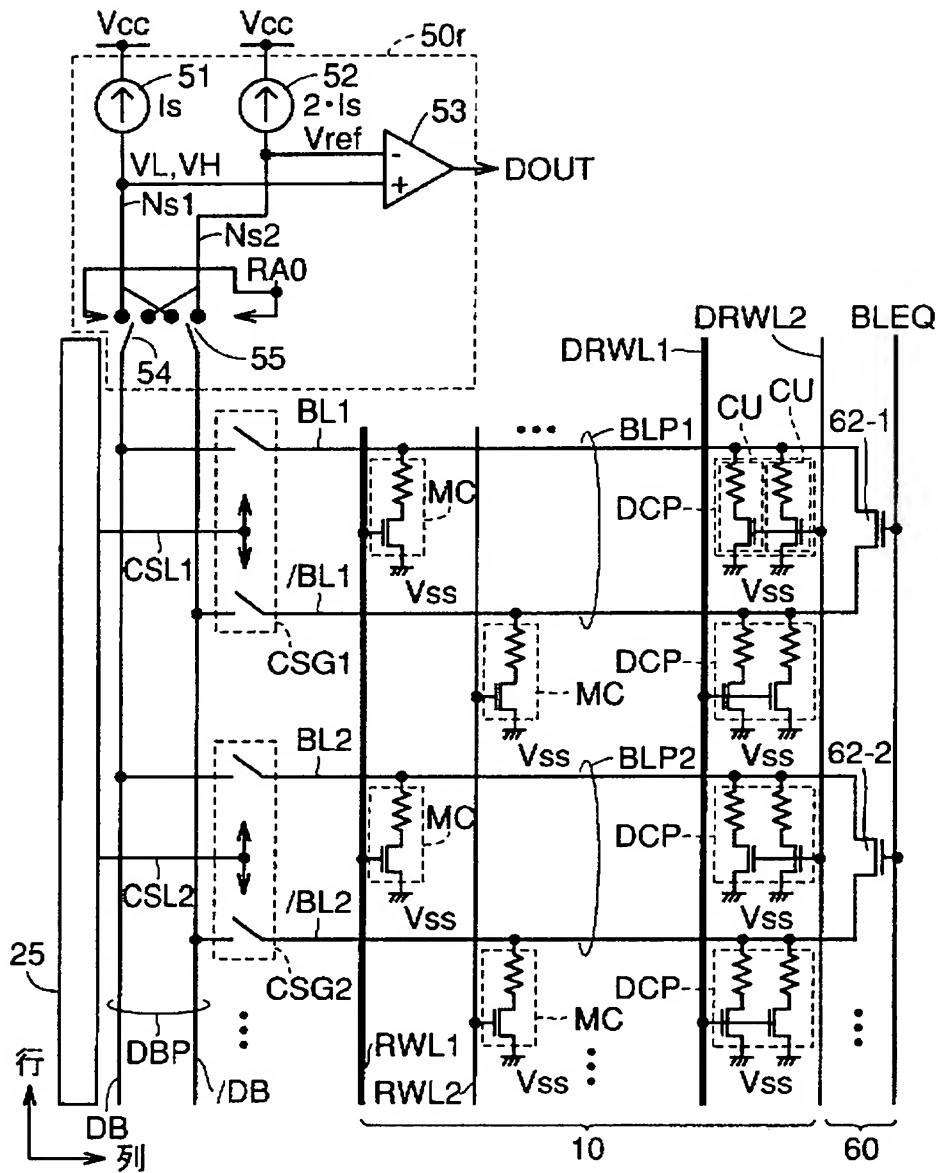 Vcc Vcc 50r
51 52
Is 2·Is 53
Vref
-
+
VL,VH DOUT
Ns1
Ns2
RA0
DRWL2 BLEQ
DRWL1
54 55
CU CU
BL1 ••• BLP1 62-1
MC DCP
CSL1
/BL1 Vss Vss
CSG1 DCP
MC
BL2 Vss BLP2 Vss 62-2
MC DCP
CSL2
/BL2 Vss Vss
25 CSG2 DCP
MC
DBP RWL1 Vss Vss
行 /DB RWL2
DB 列 10 60